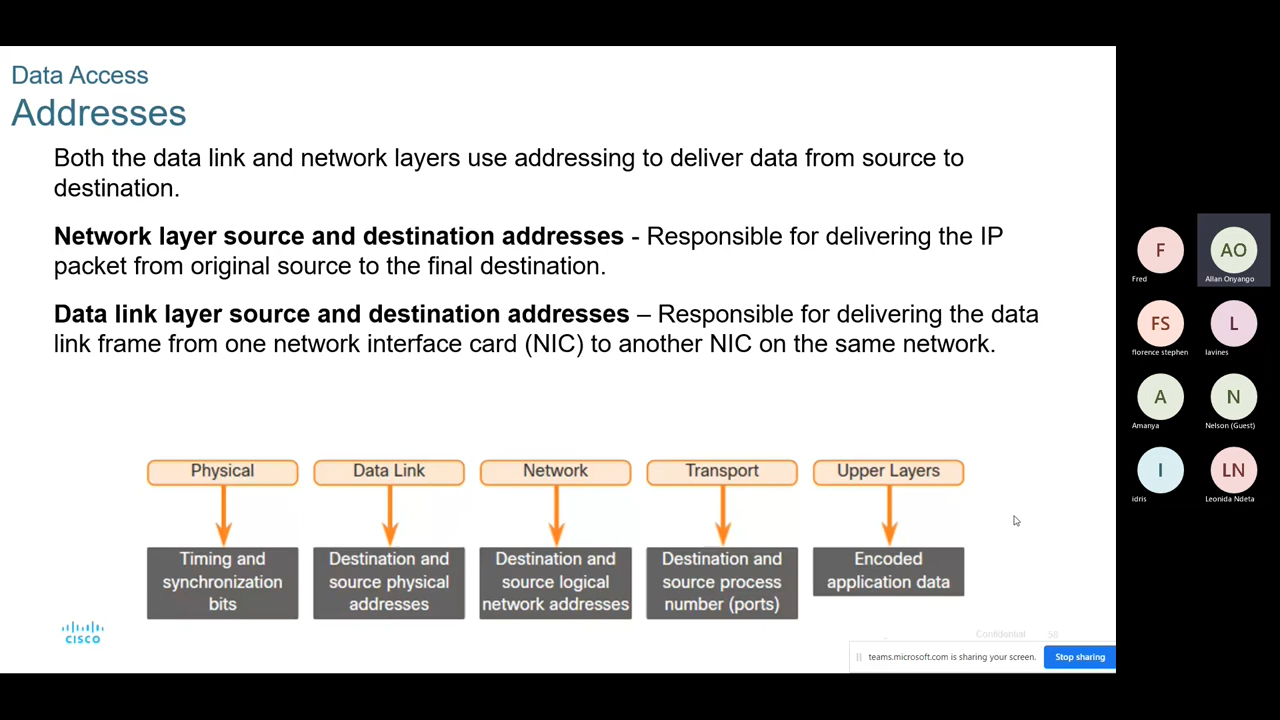 Data Access
Addresses
Both the data link and network layers use addressing to deliver data from source to
destination.
Network layer source and destination addresses - Responsible for delivering the IP
packet from original source to the final destination.
Data link layer source and destination addresses – Responsible for delivering the data
link frame from one network interface card (NIC) to another NIC on the same network.
Physical
Data Link
Network
Transport
Upper Layers
Timing and
synchronization
bits
Destination and
source physical
addresses
Destination and
source logical
network addresses
Destination and
source process
number (ports)
Encoded
application data
CISCO
Confidential 58
teams.microsoft.com is sharing your screen.
Stop sharing
F
Fred
AO
Allan Onyango
FS
florence stephen
L
lavines
A
Amanya
N
Nelson (Guest)
I
idris
LN
Leonida Ndeta